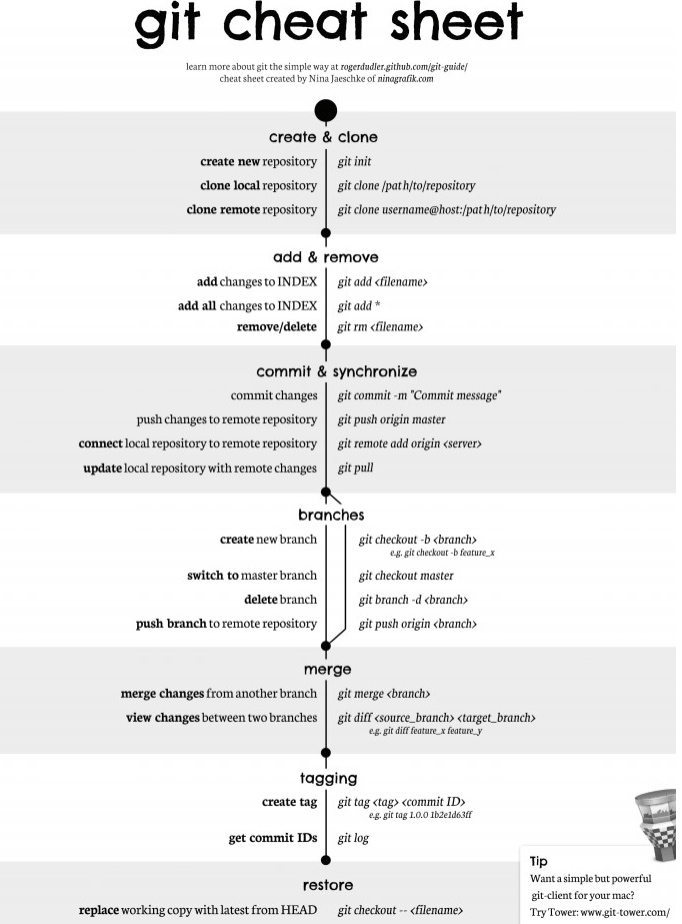 git cheat sheet
learn more about git the simple way at rogerdudler.github.com/git-guide/
cheat sheet created by Nina Jaeschke of ninagrafik.com
create & clone
create new repository git init
clone local repository git clone /path/to/repository
clone remote repository git clone username@host:/path/to/repository
add & remove
add changes to INDEX git add <filename>
add all changes to INDEX git add *
remove/delete git rm <filename>
commit & synchronize
commit changes git commit -m "Commit message"
push changes to remote repository git push origin master
connect local repository to remote repository git remote add origin <server>
update local repository with remote changes git pull
branches
create new branch git checkout -b <branch>
e.g. git checkout -b feature_x
switch to master branch git checkout master
delete branch git branch -d <branch>
push branch to remote repository git push origin <branch>
merge
merge changes from another branch git merge <branch>
view changes between two branches git diff <source_branch> <target_branch>
e.g. git diff feature_x feature_y
tagging
create tag git tag <tag> <commit ID>
e.g. git tag 1.0.0 1b2e1d63ff
get commit IDs git log
restore
replace working copy with latest from HEAD git checkout -- <filename>
Tip
Want a simple but powerful
git-client for your mac?
Try Tower: www.git-tower.com/